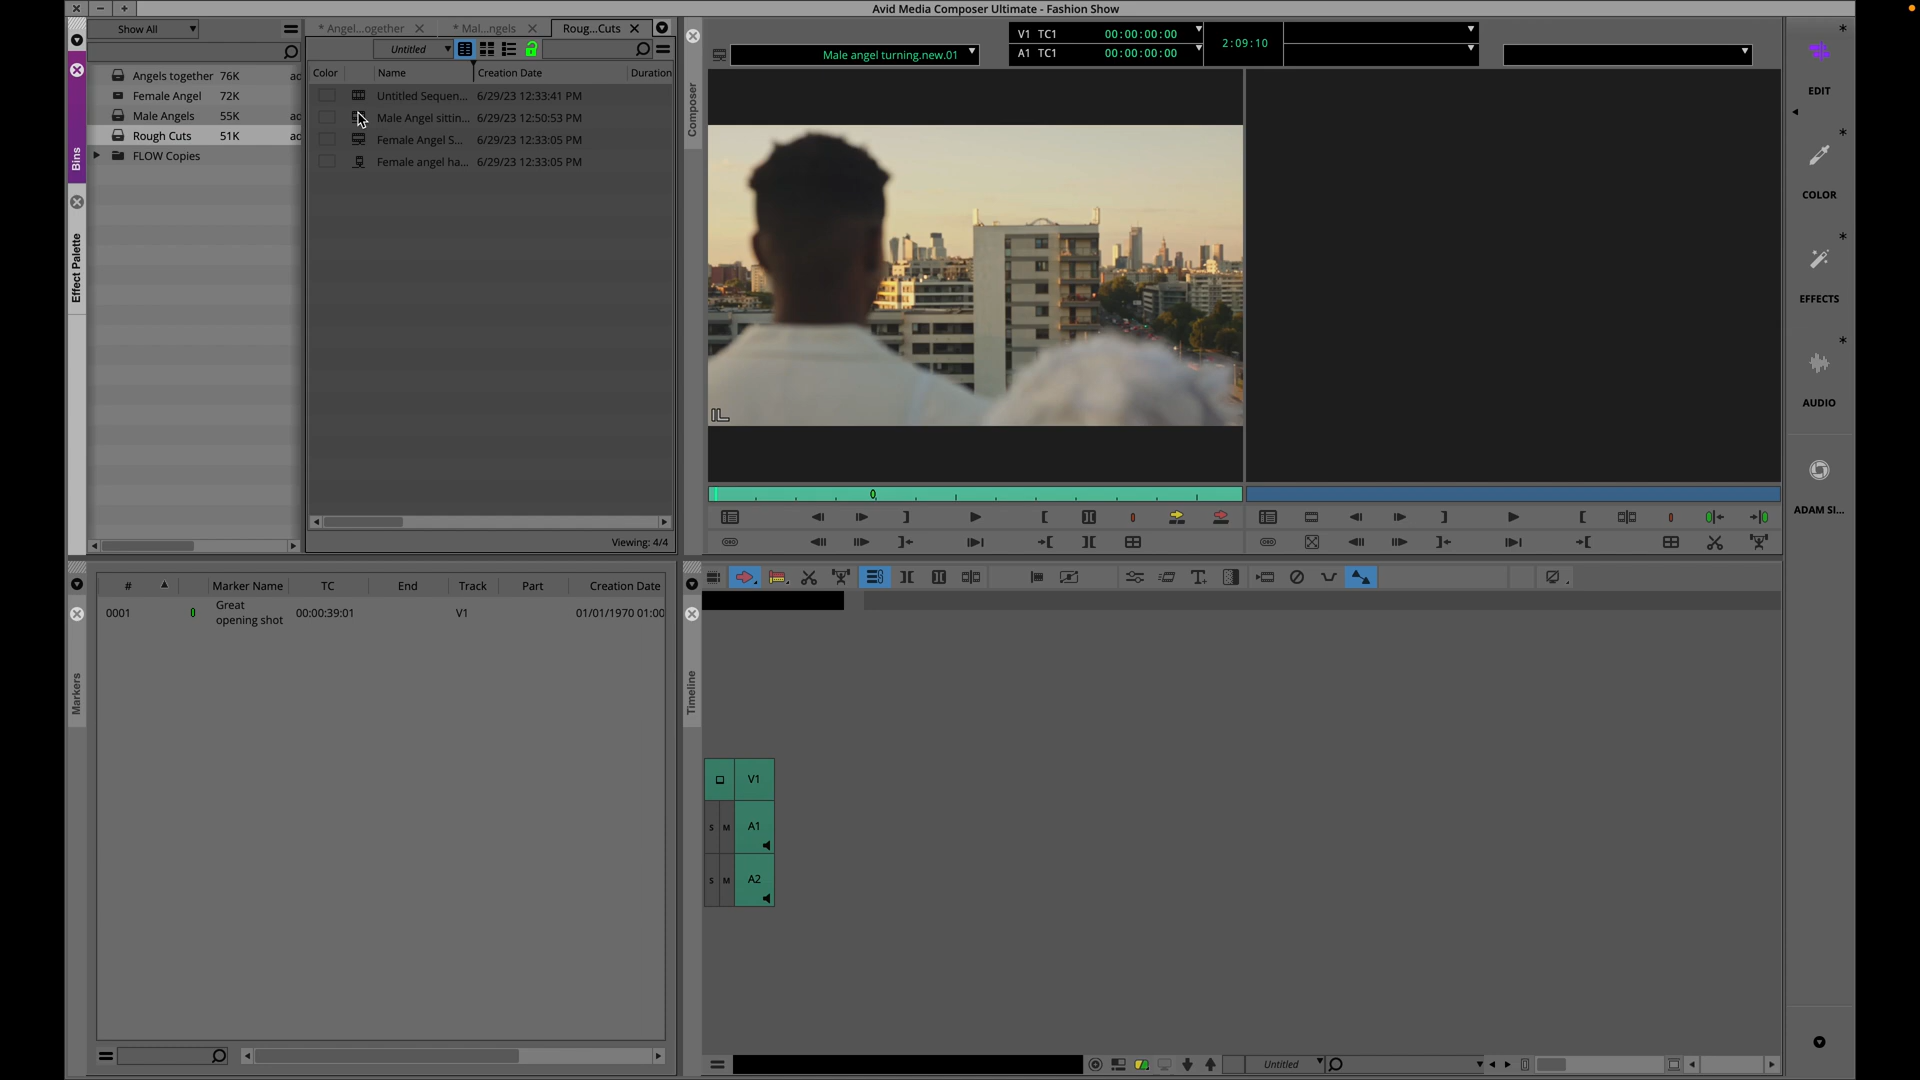 Avid Media Composer Ultimate - Fashion Show
Show All
* Angel...ogether
* Mal...ngels
Roug...Cuts
Untitled
Bins
Effect Palette
Angels together 76K ad
Female Angel 72K
Male Angels 55K ad
Rough Cuts 51K ad
FLOW Copies
Color Name Creation Date Duration
Untitled Sequen... 6/29/23 12:33:41 PM
Male Angel sittin... 6/29/23 12:50:53 PM
Female Angel S... 6/29/23 12:33:05 PM
Female angel ha... 6/29/23 12:33:05 PM
Viewing: 4/4
Composer
Male angel turning.new.01
V1 TC1 00:00:00:00
A1 TC1 00:00:00:00
2:09:10
EDIT
COLOR
EFFECTS
AUDIO
ADAM SI...
Markers
# Marker Name TC End Track Part Creation Date
0001 Great opening shot 00:00:39:01 V1 01/01/1970 01:00
Timeline
V1
S M A1
S M A2
Untitled